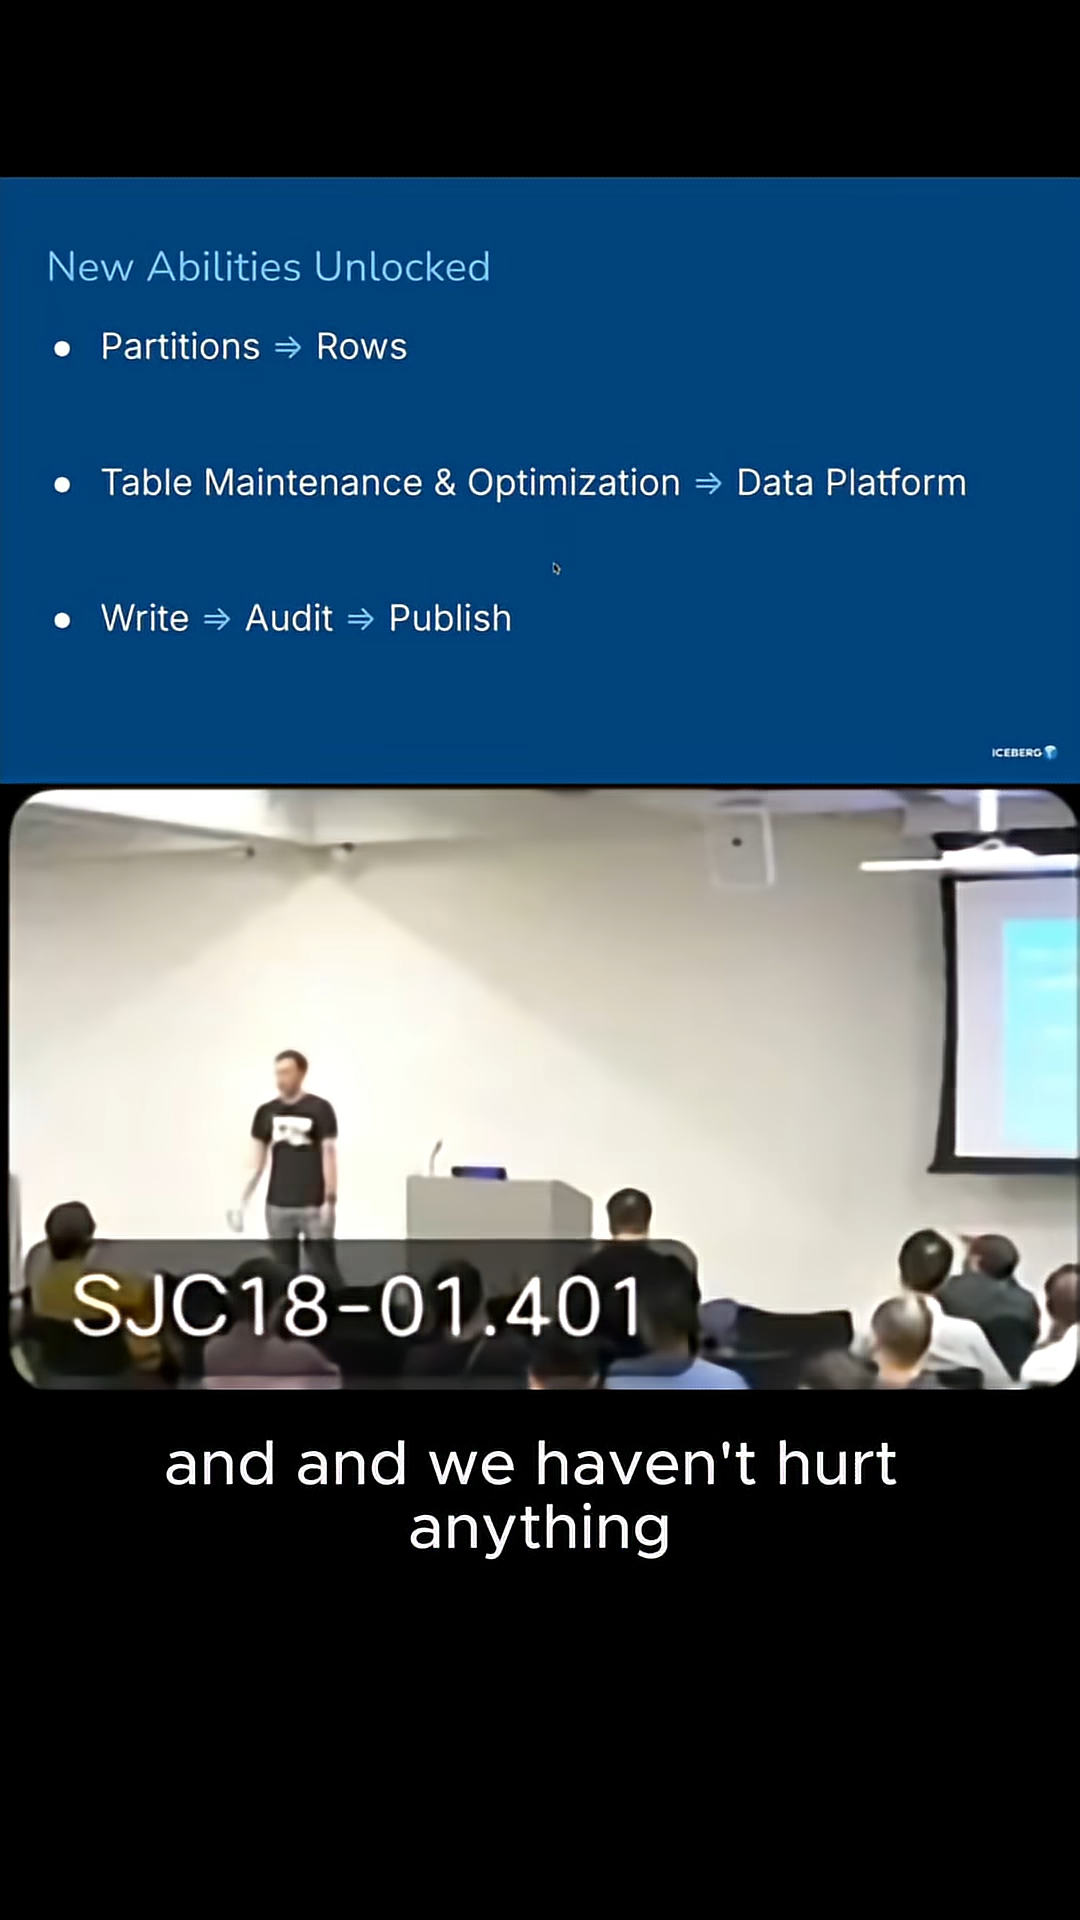 New Abilities Unlocked
● Partitions ⇒ Rows
● Table Maintenance & Optimization ⇒ Data Platform
● Write ⇒ Audit ⇒ Publish
ICEBERG
SJC18-01.401
and and we haven't hurt
anything